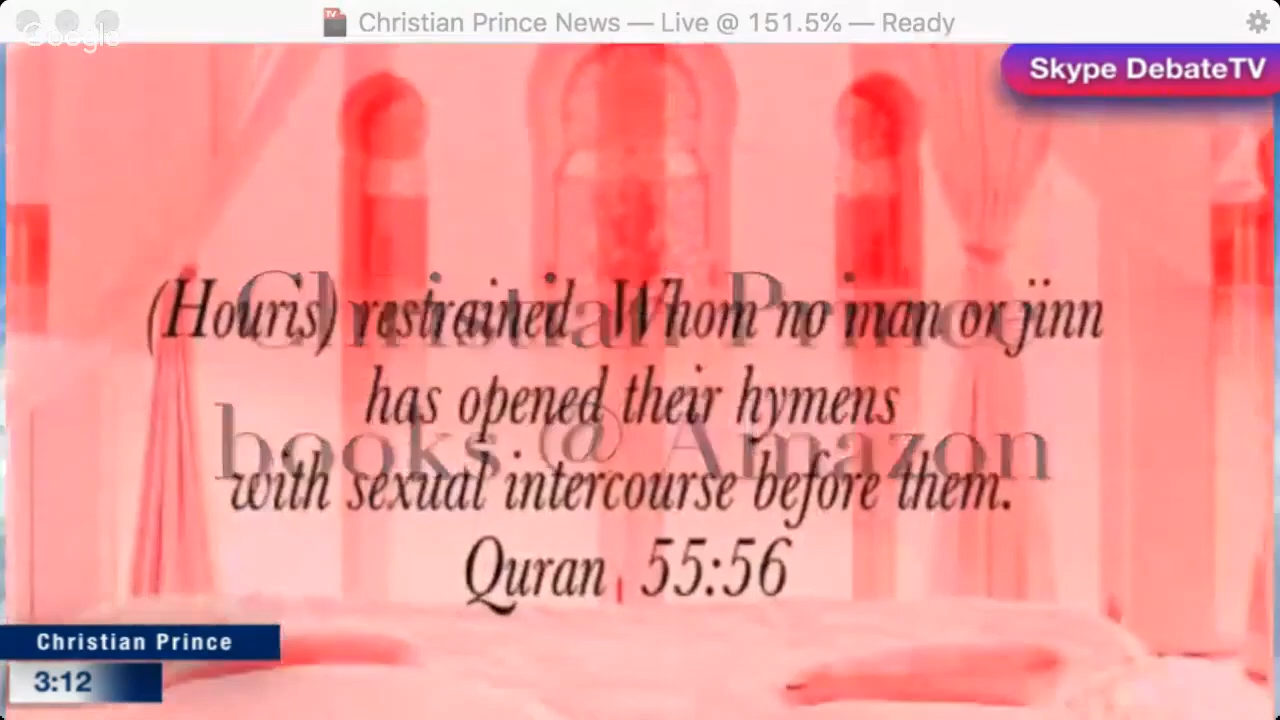 Christian Prince News — Live @ 151.5% — Ready
Google
Skype DebateTV
(Houris) restrained. Whom no man or jinn
has opened their hymens
with sexual intercourse before them.
Quran 55:56
Christian Prince
books @ Amazon
Christian Prince
3:12